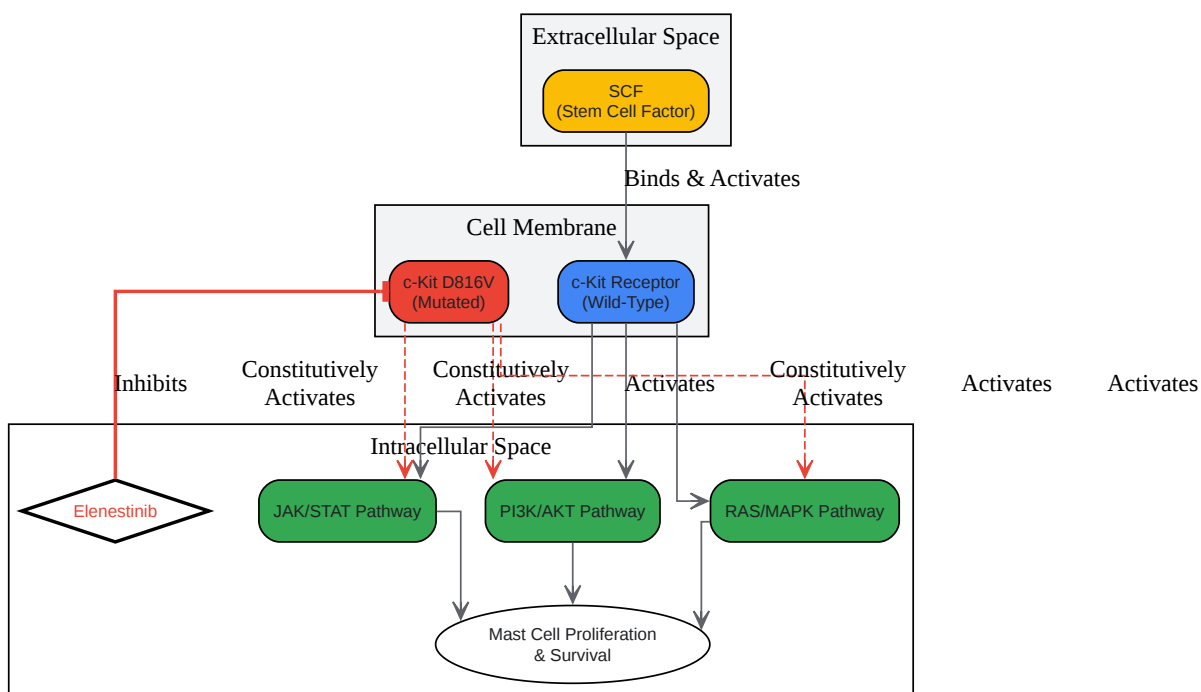 Extracellular Space
SCF
(Stem Cell Factor)
Binds & Activates
Cell Membrane
c-Kit D816V
(Mutated)
c-Kit Receptor
(Wild-Type)
Inhibits
Constitutively
Activates
Constitutively
Activates
Activates
Constitutively
Activates
Activates
Activates
Intracellular Space
Elenestinib
JAK/STAT Pathway
PI3K/AKT Pathway
RAS/MAPK Pathway
Mast Cell Proliferation
& Survival